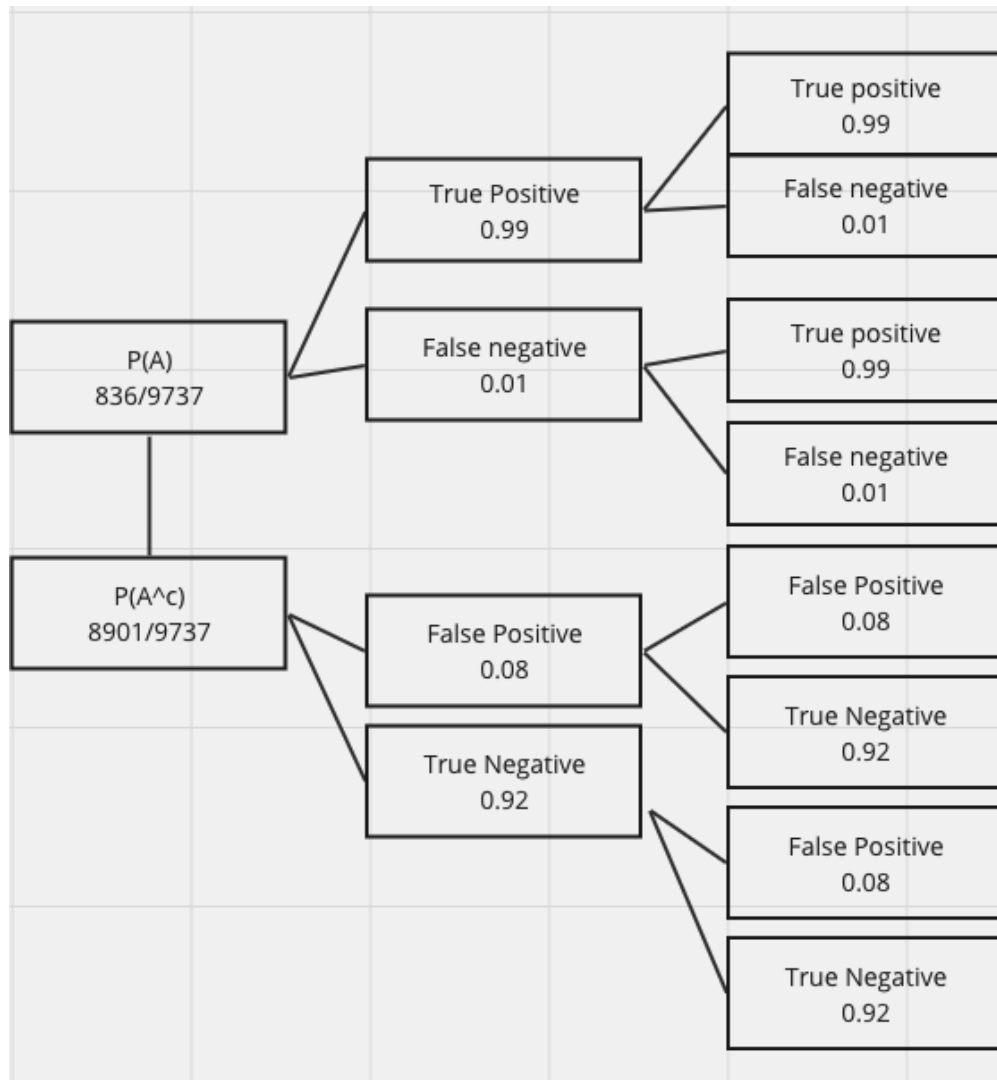 P(A)
836/9737
P(A^c)
8901/9737
True Positive
0.99
False negative
0.01
False Positive
0.08
True Negative
0.92
True positive
0.99
False negative
0.01
True positive
0.99
False negative
0.01
False Positive
0.08
True Negative
0.92
False Positive
0.08
True Negative
0.92